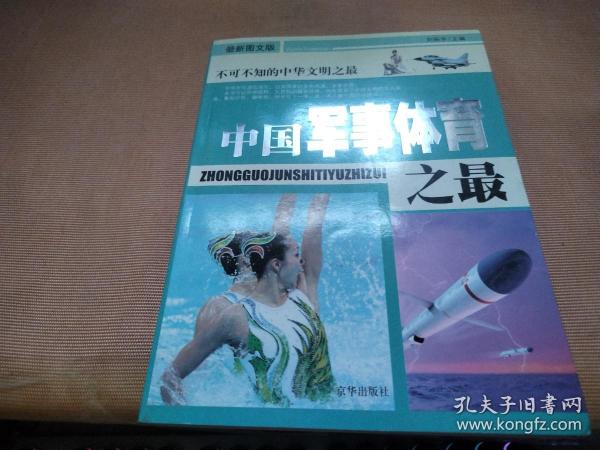 最新图文版
不可不知的中华文明之最
中国军事体育
ZHONGGUOJUNSHITIYUZHIZUI
之最
京华出版社
孔夫子旧书网
www.kongfz.com